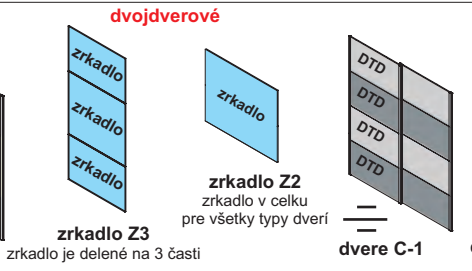 dvojdverové
zrkadlo
zrkadlo
zrkadlo
zrkadlo Z3
zrkadlo je delené na 3 časti
zrkadlo
zrkadlo Z2
zrkadlo v celku
pre všetky typy dverí
DTD
DTD
DTD
DTD
dvere C-1